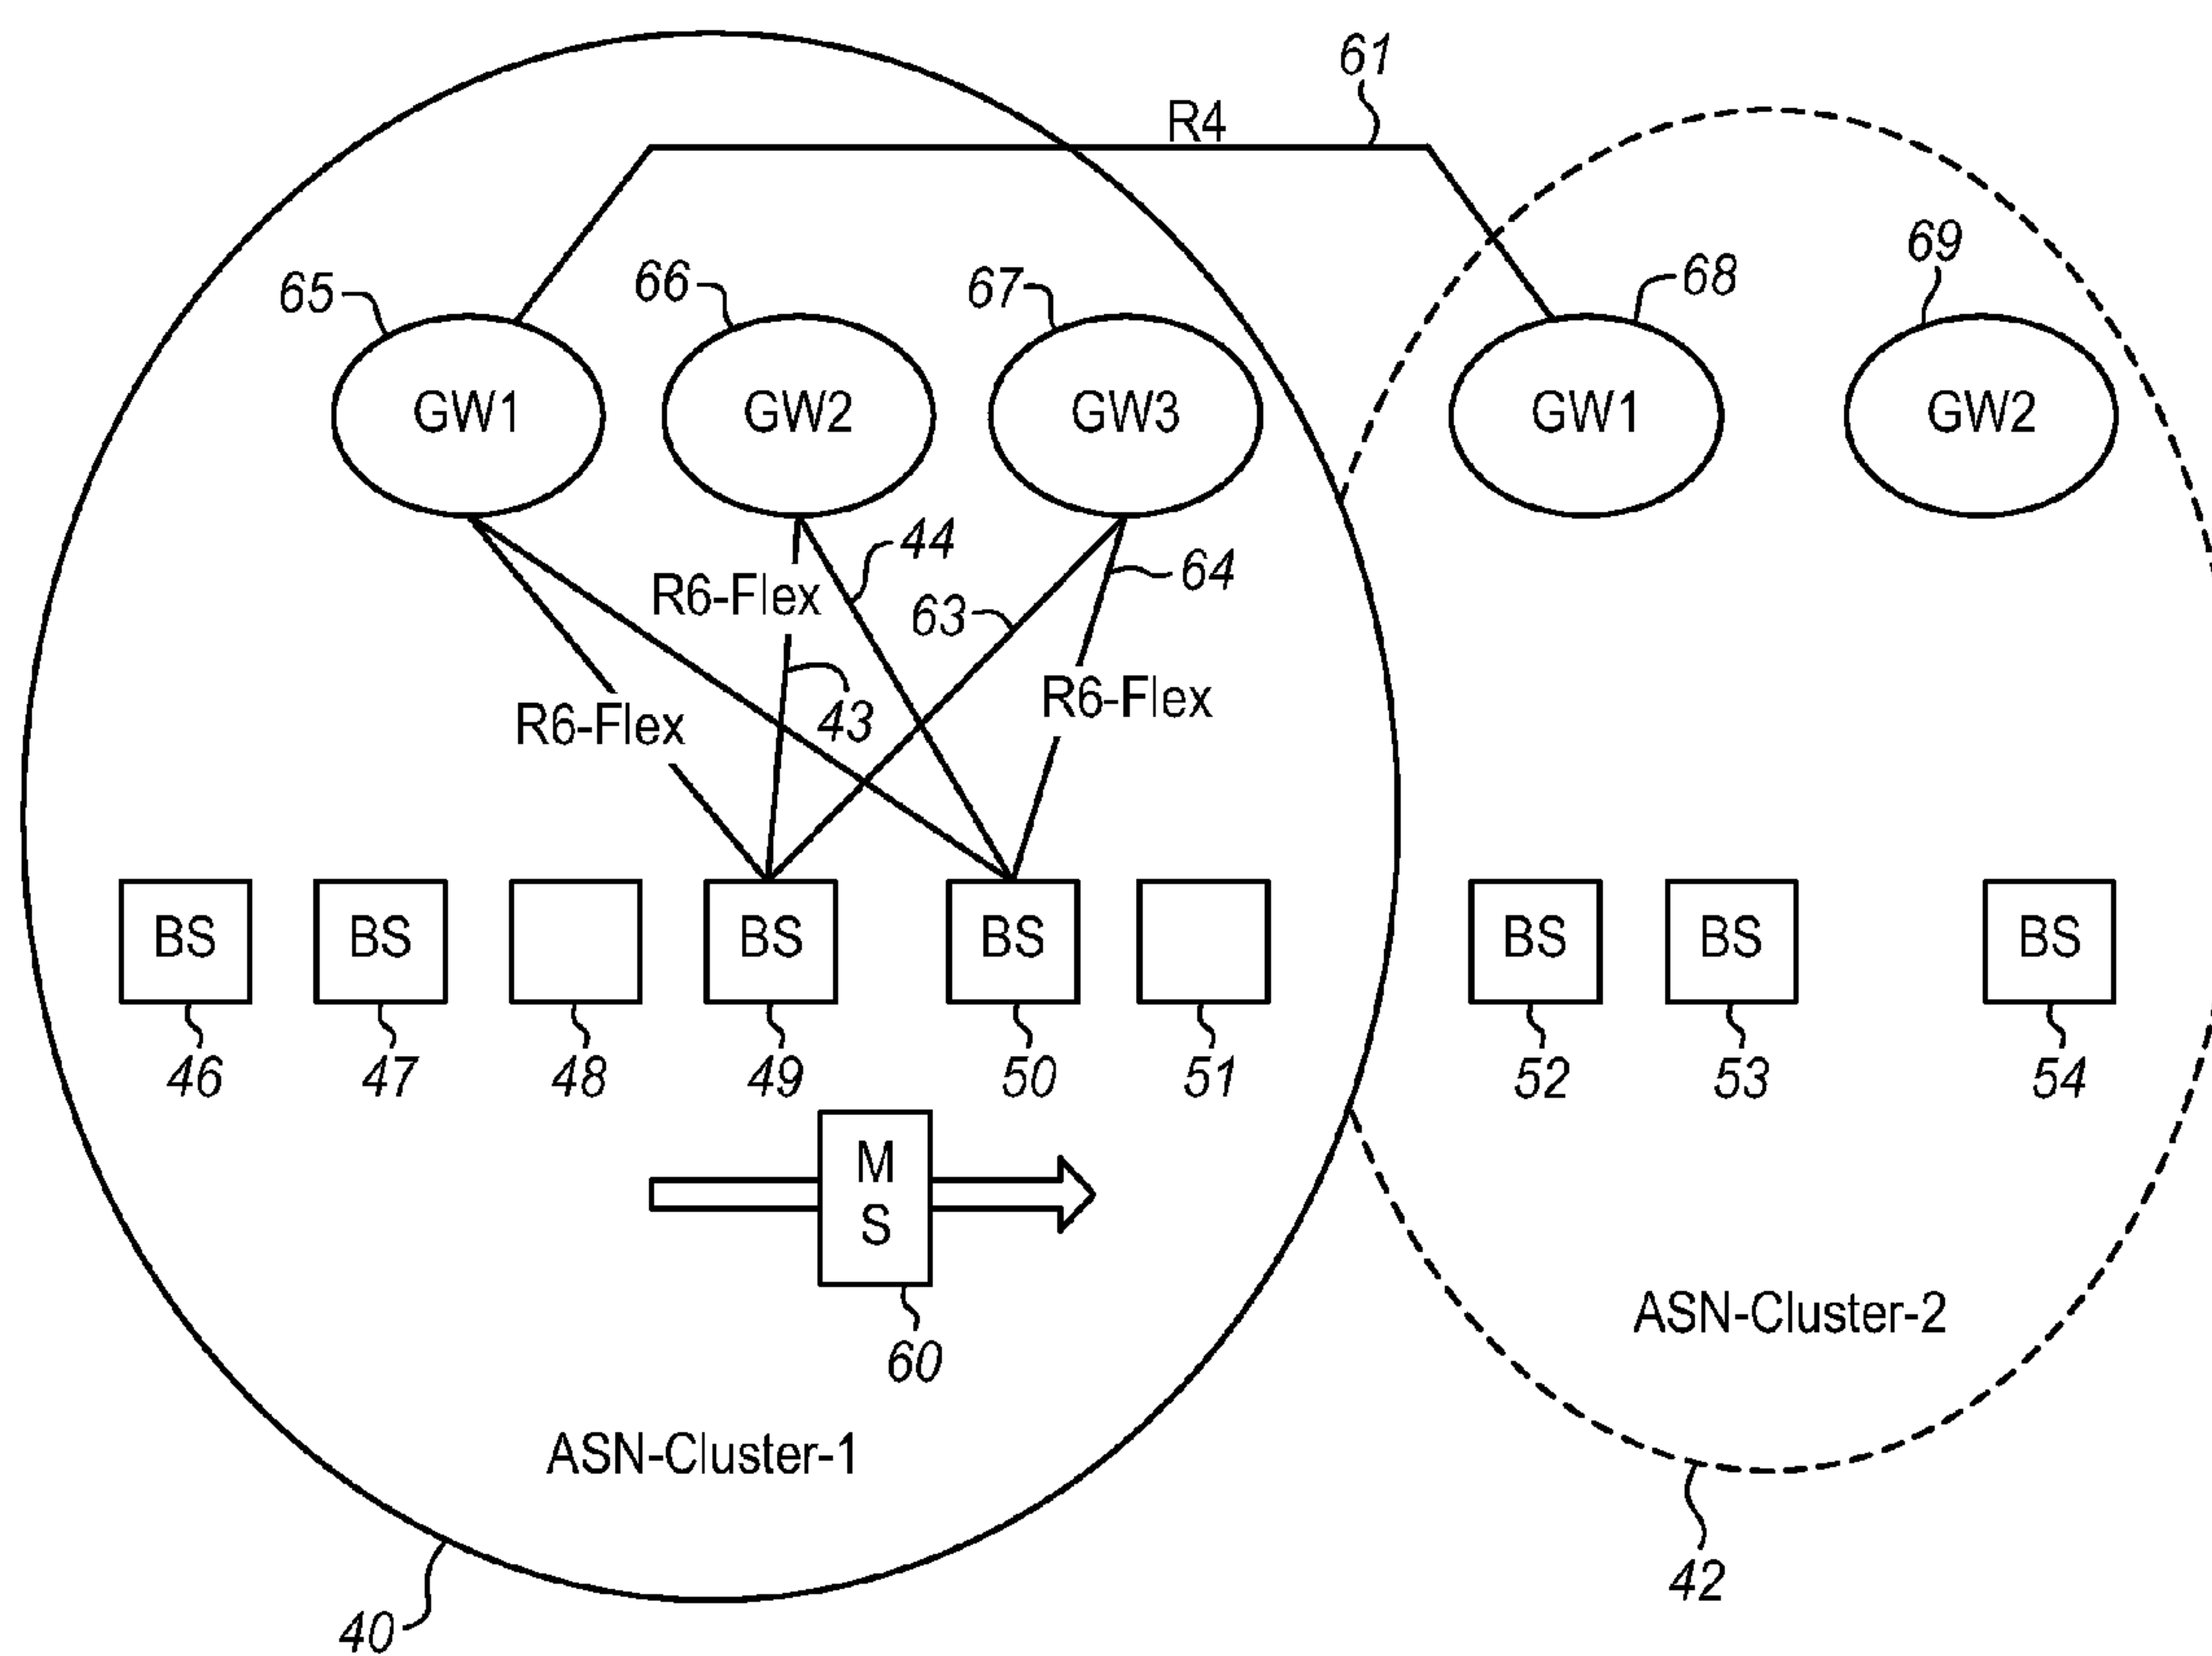 61
R4
69
68
65
66
67
GW1
GW2
GW3
GW1
GW2
44
64
R6-Flex
63
R6-Flex
R6-Flex
43
BS
BS
BS
BS
BS
BS
BS
46
47
48
49
50
51
52
53
54
M
S
60
ASN-Cluster-2
ASN-Cluster-1
42
40